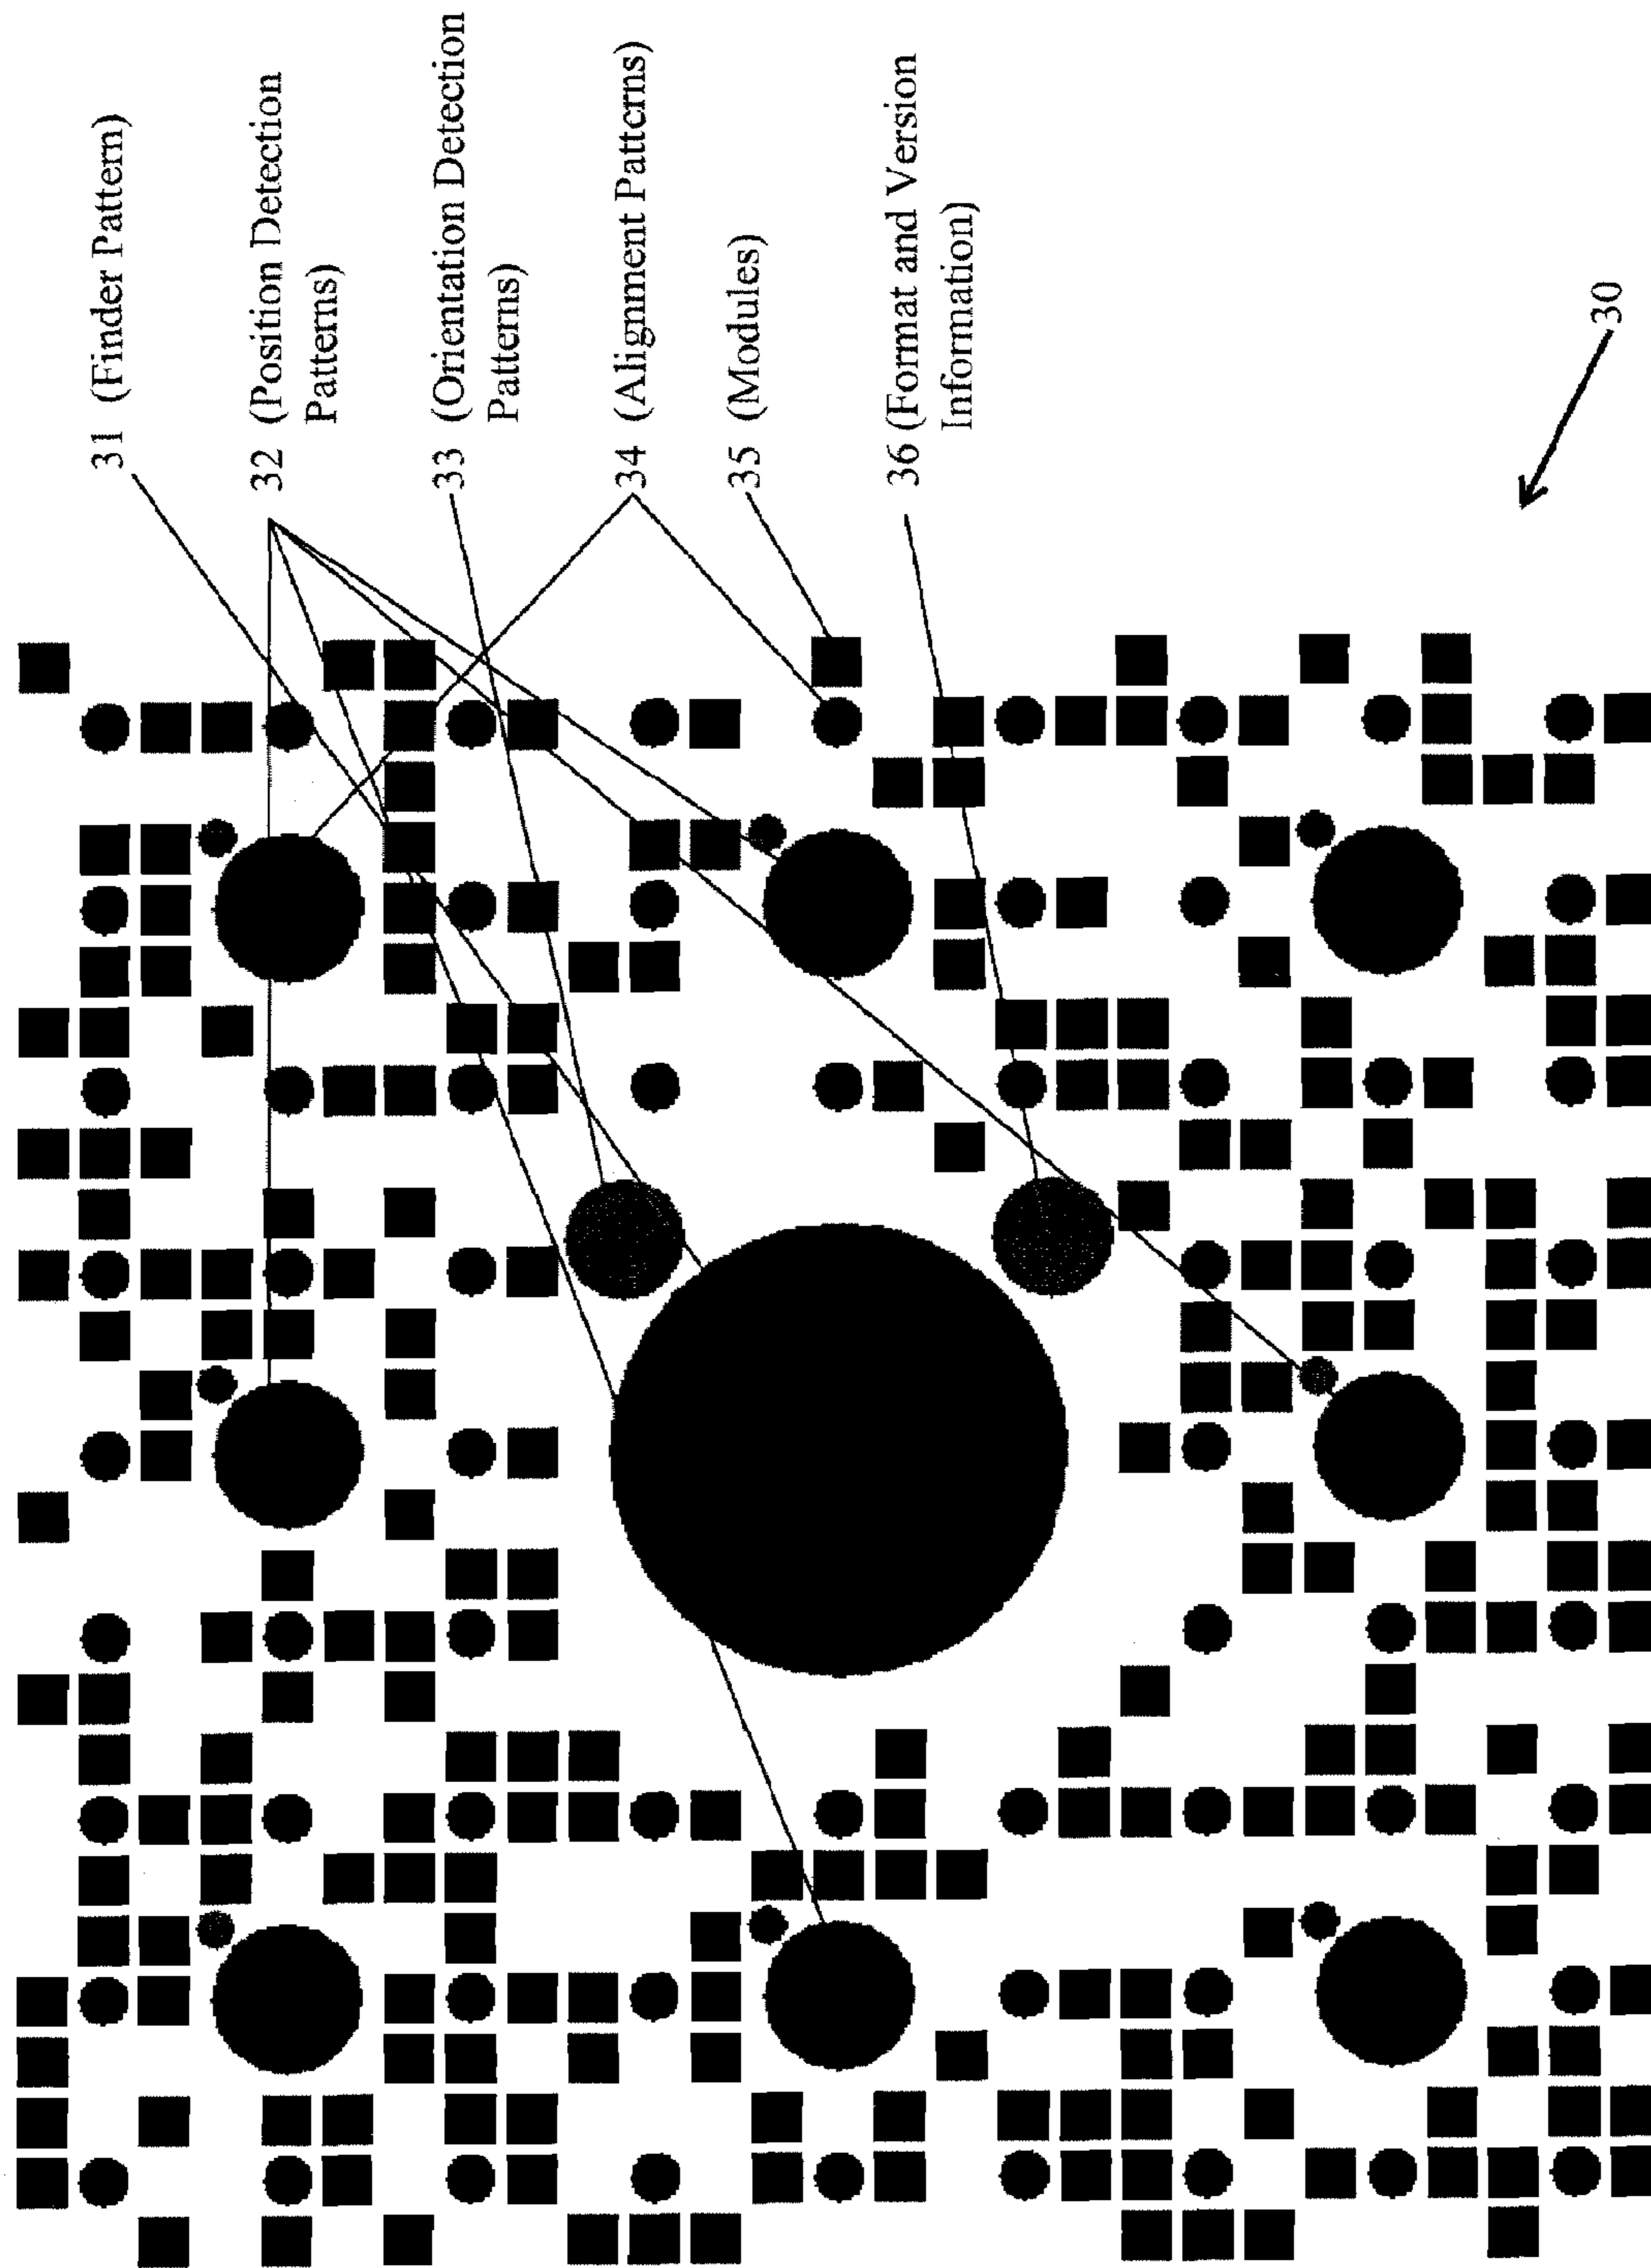 31 (Finder Pattern)
32 (Position Detection
Patterns)
33 (Orientation Detection
Patterns)
34 (Alignment Patterns)
35 (Modules)
36 (Format and Version
Information)
30